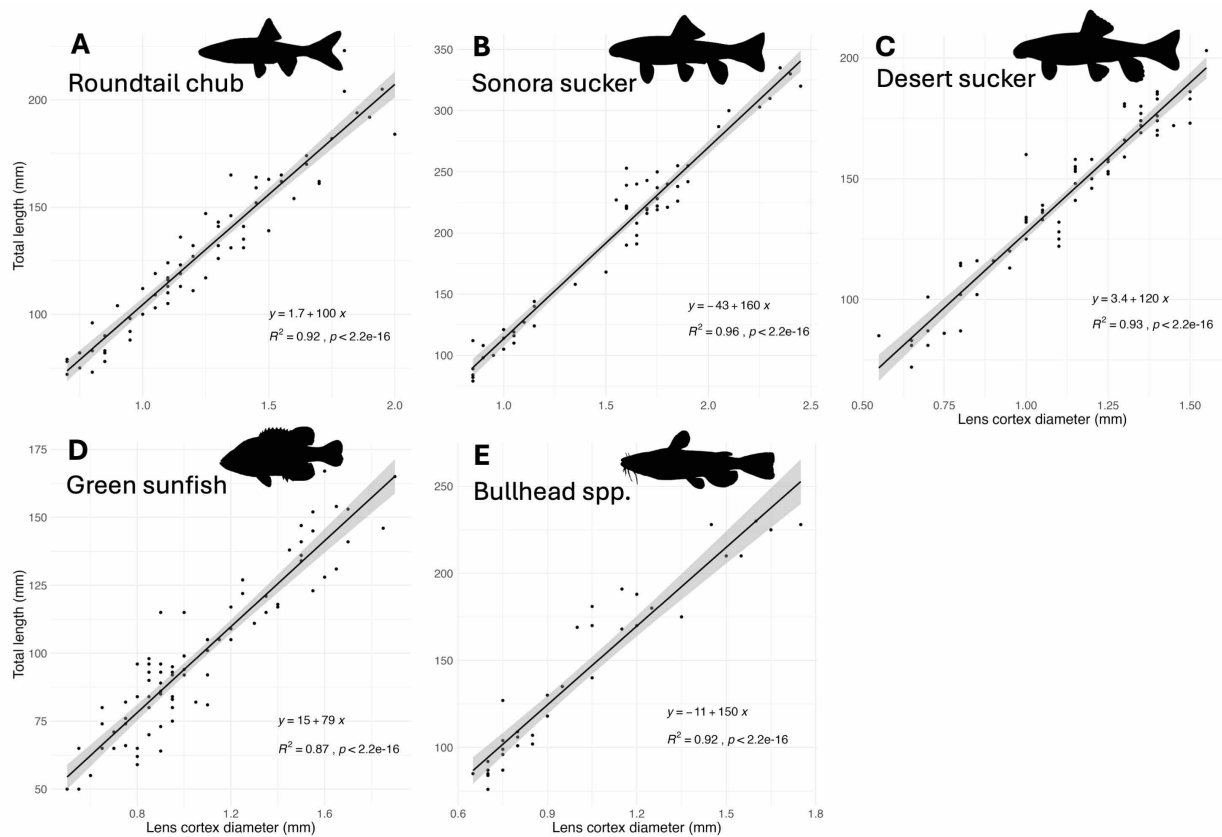 A
Roundtail chub
Total length (mm)
200
150
100
y = 1.7 + 100 x
R² = 0.92 , p < 2.2e-16
1.0
1.5
2.0
B
Sonora sucker
350
300
250
200
150
100
y = −43 + 160 x
R² = 0.96 , p < 2.2e-16
1.0
1.5
2.0
2.5
C
Desert sucker
200
150
100
y = 3.4 + 120 x
R² = 0.93 , p < 2.2e-16
0.50
0.75
1.00
1.25
1.50
Lens cortex diameter (mm)
D
Green sunfish
Total length (mm)
175
150
125
100
75
50
y = 15 + 79 x
R² = 0.87 , p < 2.2e-16
0.8
1.2
1.6
Lens cortex diameter (mm)
E
Bullhead spp.
250
200
150
100
y = −11 + 150 x
R² = 0.92 , p < 2.2e-16
0.6
0.9
1.2
1.5
1.8
Lens cortex diameter (mm)